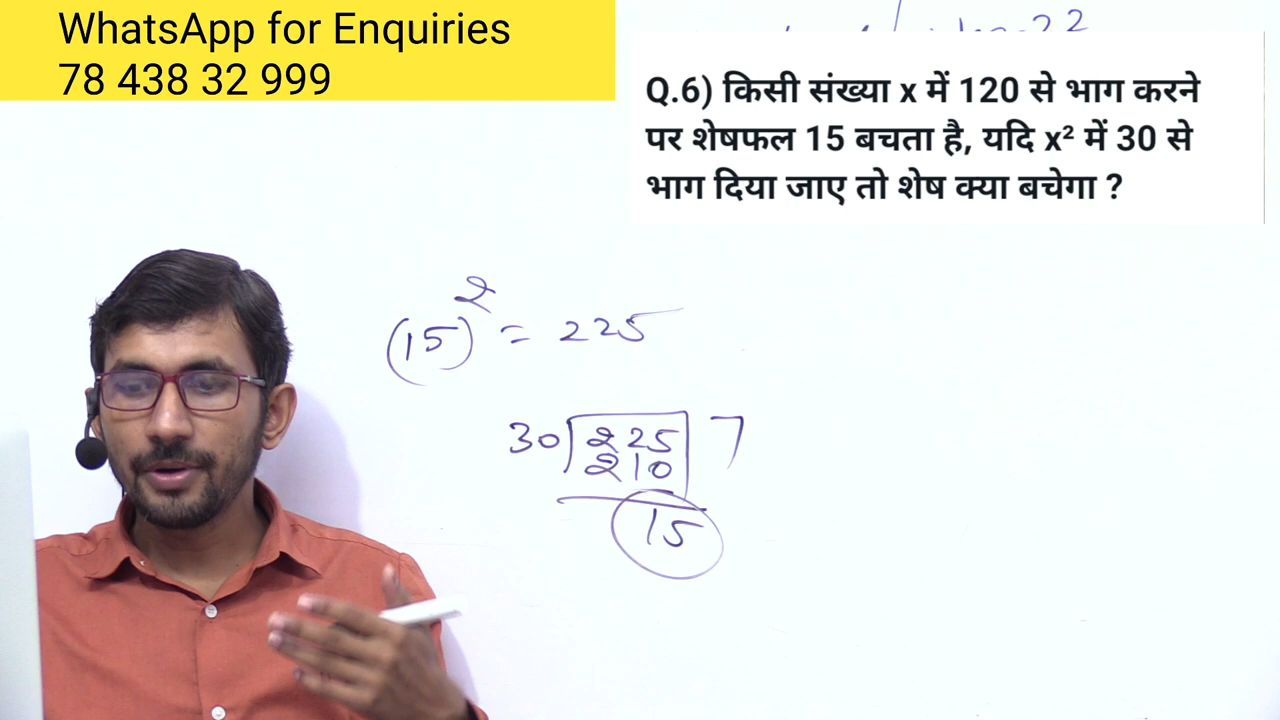 WhatsApp for Enquiries
78 438 32 999
Q.6) किसी संख्या x में 120 से भाग करने
पर शेषफल 15 बचता है, यदि x² में 30 से
भाग दिया जाए तो शेष क्या बचेगा ?
(15)² = 225
30 225 7
210
15